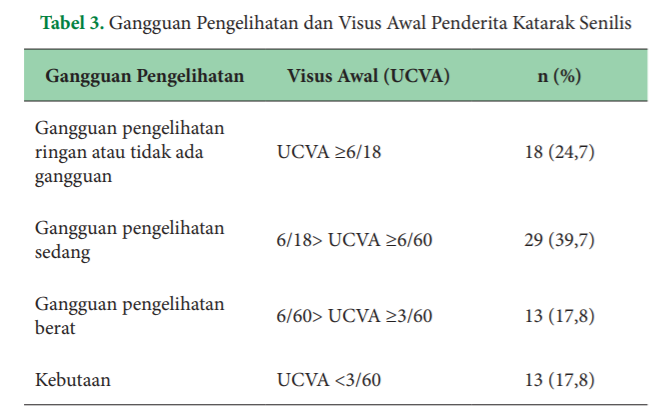 Tabel 3. Gangguan Pengelihatan dan Visus Awal Penderita Katarak Senilis
Gangguan Pengelihatan Visus Awal (UCVA) n (%)
Gangguan pengelihatan
ringan atau tidak ada
gangguan
UCVA ≥6/18 18 (24,7)
Gangguan pengelihatan
sedang
6/18> UCVA ≥6/60 29 (39,7)
Gangguan pengelihatan
berat
6/60> UCVA ≥3/60 13 (17,8)
Kebutaan UCVA <3/60 13 (17,8)